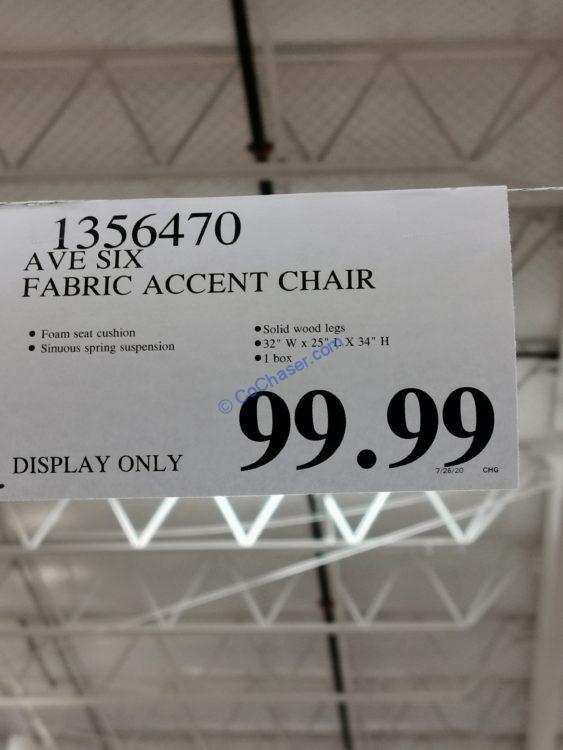 1356470
AVE SIX
FABRIC ACCENT CHAIR
• Foam seat cushion
• Sinuous spring suspension
• Solid wood legs
• 32" W x 25" L X 34" H
• 1 box
© CoChaser.com
99.99
DISPLAY ONLY
7/26/20 CHG